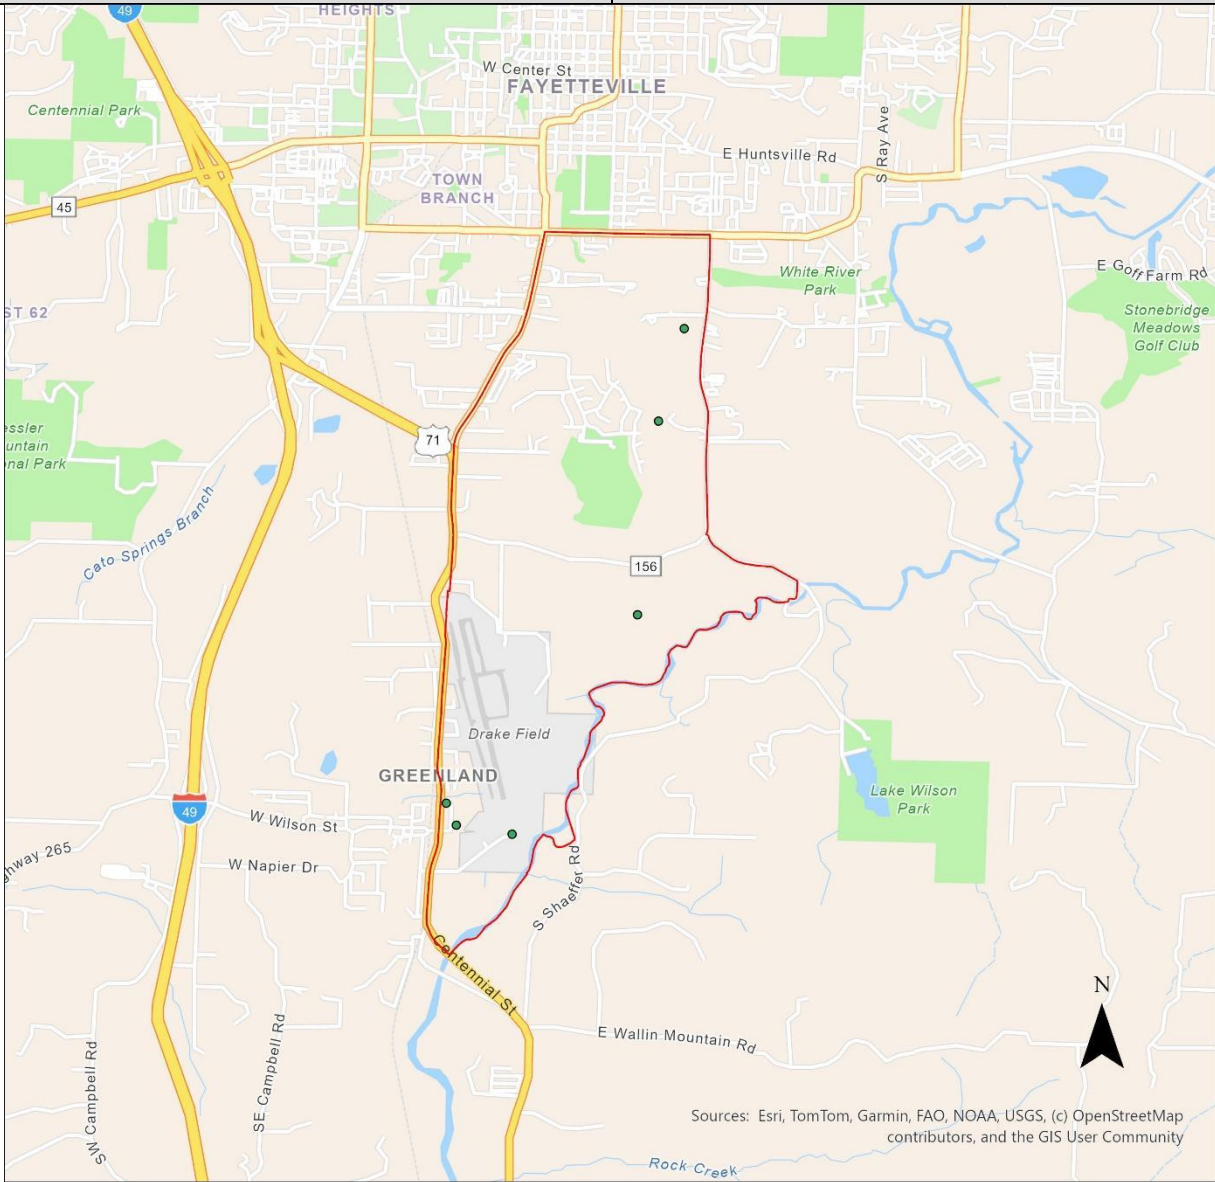 49
HEIGHTS
W Center St
FAYETTEVILLE
Centennial Park
S Ray Ave
E Huntsville Rd
TOWN
BRANCH
45
E Goff Farm Rd
White River
Park
ST 62
Stonebridge
Meadows
Golf Club
71
essler
untain
onal Park
Cato Springs Branch
156
Drake Field
GREENLAND
Lake Wilson
Park
49
W Wilson St
ghway 265
W Napier Dr
S Shaeffer Rd
Centennial St
N
E Wallin Mountain Rd
SW Campbell Rd
SE Campbell Rd
Sources: Esri, TomTom, Garmin, FAO, NOAA, USGS, (c) OpenStreetMap
contributors, and the GIS User Community
Rock Creek